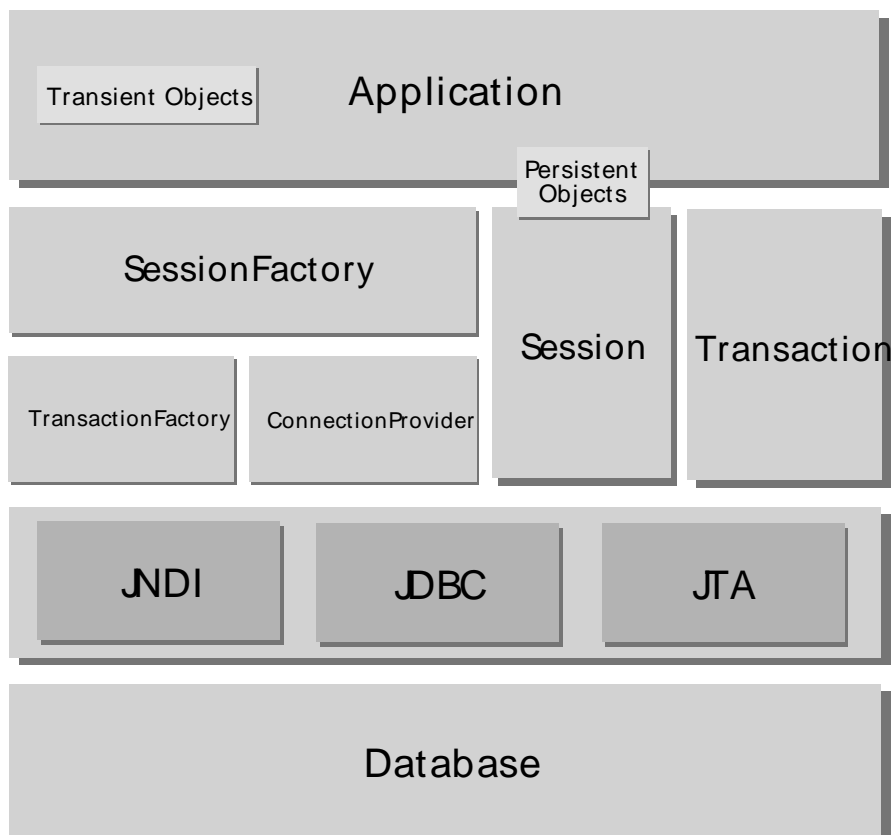 Transient Objects
Application
Persistent
Objects
SessionFactory
Session
Transaction
TransactionFactory
ConnectionProvider
JNDI
JDBC
JTA
Database